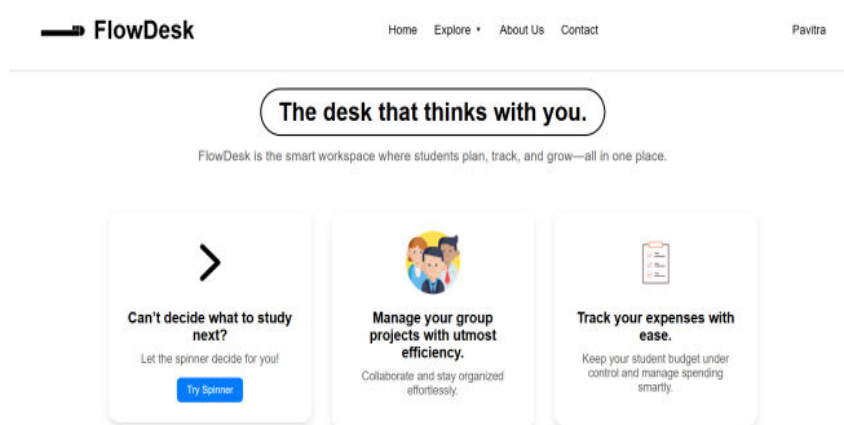 FlowDesk
Home Explore ▾ About Us Contact
Pavitra
The desk that thinks with you.
FlowDesk is the smart workspace where students plan, track, and grow—all in one place.
Can't decide what to study
next?
Let the spinner decide for you!
Try Spinner
Manage your group
projects with utmost
efficiency.
Collaborate and stay organized
effortlessly.
Track your expenses with
ease.
Keep your student budget under
control and manage spending
smartly.